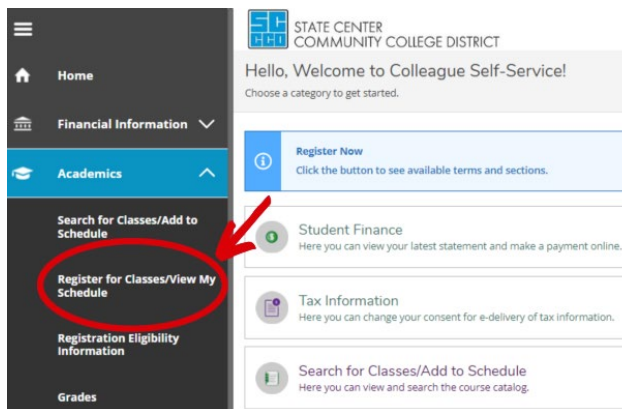 SCCCD
STATE CENTER
COMMUNITY COLLEGE DISTRICT
Home
Financial Information
Academics
Search for Classes/Add to
Schedule
Register for Classes/View My
Schedule
Registration Eligibility
Information
Grades
Hello, Welcome to Colleague Self-Service!
Choose a category to get started.
Register Now
Click the button to see available terms and sections.
Student Finance
Here you can view your latest statement and make a payment online.
Tax Information
Here you can change your consent for e-delivery of tax information.
Search for Classes/Add to Schedule
Here you can view and search the course catalog.